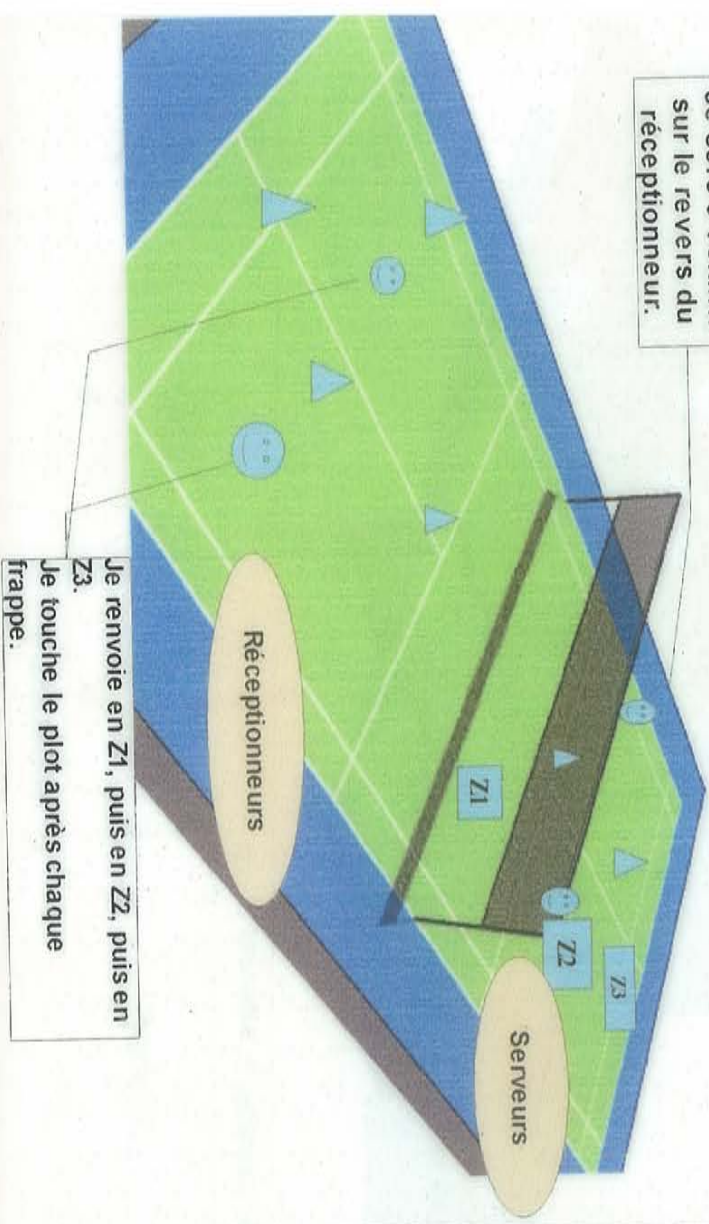 sur le revers du
réceptionneur.
Z1
Z2
Z3
Réceptionneurs
Serveurs
Je renvoie en Z1, puis en Z2, puis en
Z3.
Je touche le plot après chaque
frappe.